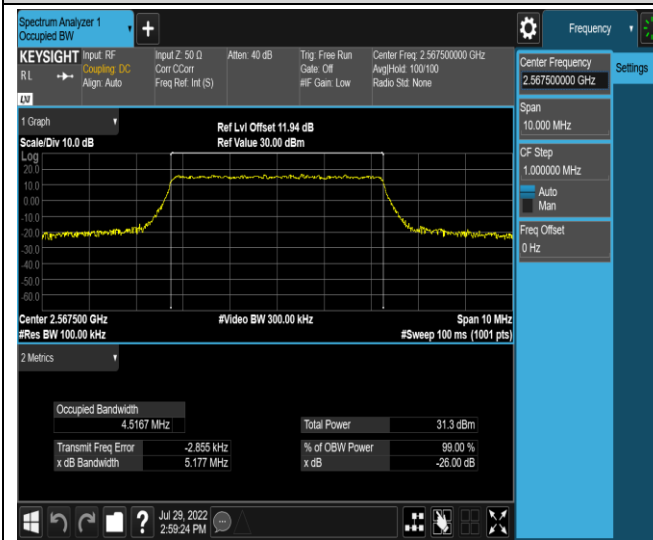 Spectrum Analyzer 1
Occupied BW
+
Frequency
KEYSIGHT
RL
LXI
Input: RF
Coupling: DC
Align: Auto
Input Z: 50 Ω
Corr CCorr
Freq Ref: Int (S)
Atten: 40 dB
Trig: Free Run
Gate: Off
#IF Gain: Low
Center Freq: 2.567500000 GHz
Avg|Hold: 100/100
Radio Std: None
Center Frequency
2.567500000 GHz
Settings
Span
10.000 MHz
CF Step
1.000000 MHz
Auto
Man
Freq Offset
0 Hz
1 Graph
Scale/Div 10.0 dB
Ref Lvl Offset 11.94 dB
Ref Value 30.00 dBm
Log
20.0
10.0
0.00
-10.0
-20.0
-30.0
-40.0
-50.0
-60.0
Center 2.567500 GHz
#Video BW 300.00 kHz
Span 10 MHz
#Res BW 100.00 kHz
#Sweep 100 ms (1001 pts)
2 Metrics
Occupied Bandwidth
4.5167 MHz
Total Power 31.3 dBm
Transmit Freq Error -2.855 kHz
% of OBW Power 99.00 %
x dB Bandwidth 5.177 MHz
x dB -26.00 dB
?
Jul 29, 2022
2:59:24 PM